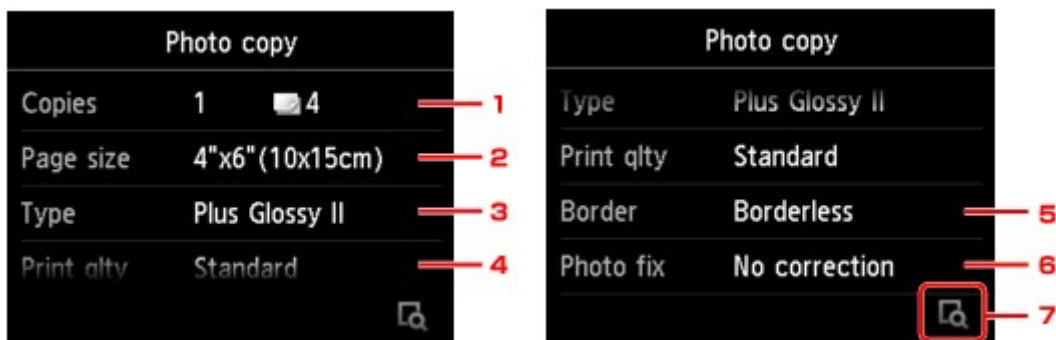 Photo copy
Copies 1 4 1
Page size 4"x6"(10x15cm) 2
Type Plus Glossy II 3
Print qlty Standard 4
Photo copy
Type Plus Glossy II
Print qlty Standard
Border Borderless 5
Photo fix No correction 6
7